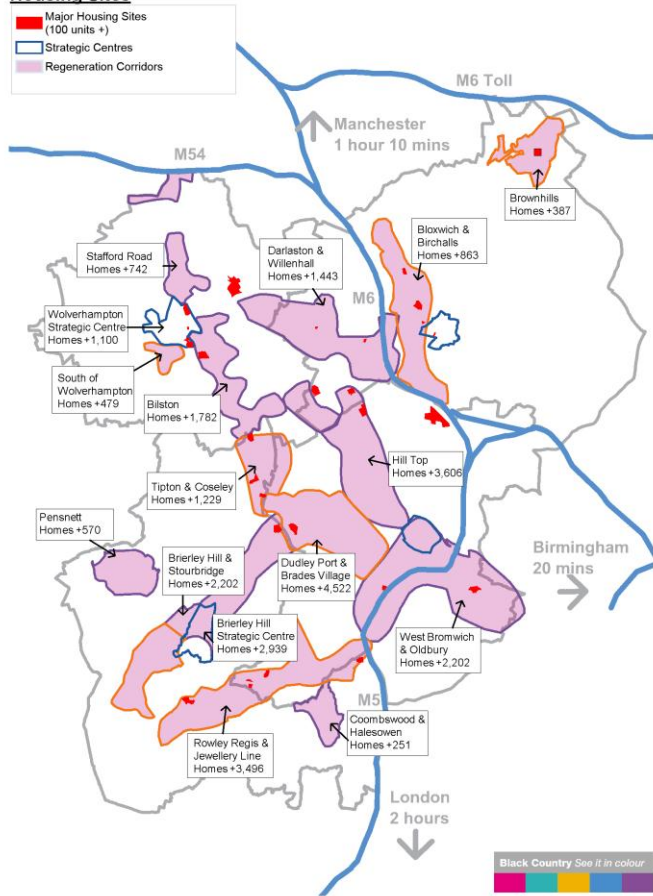 Housing Sites
Major Housing Sites
(100 units +)
Strategic Centres
Regeneration Corridors
M6 Toll
Manchester
1 hour 10 mins
M54
Brownhills
Homes +387
Bloxwich &
Birchalls
Homes +863
Stafford Road
Homes +742
Darlaston &
Willenhall
Homes +1,443
M6
Wolverhampton
Strategic Centre
Homes +1,100
South of
Wolverhampton
Homes +479
Bilston
Homes +1,782
Hill Top
Homes +3,606
Tipton & Coseley
Homes +1,229
Pensnett
Homes +570
Brierley Hill &
Stourbridge
Homes +2,202
Dudley Port &
Brades Village
Homes +4,522
Birmingham
20 mins
Brierley Hill
Strategic Centre
Homes +2,939
West Bromwich
& Oldbury
Homes +2,202
M5
Coombswood &
Halesowen
Homes +251
Rowley Regis &
Jewellery Line
Homes +3,496
London
2 hours
Black Country See it in colour